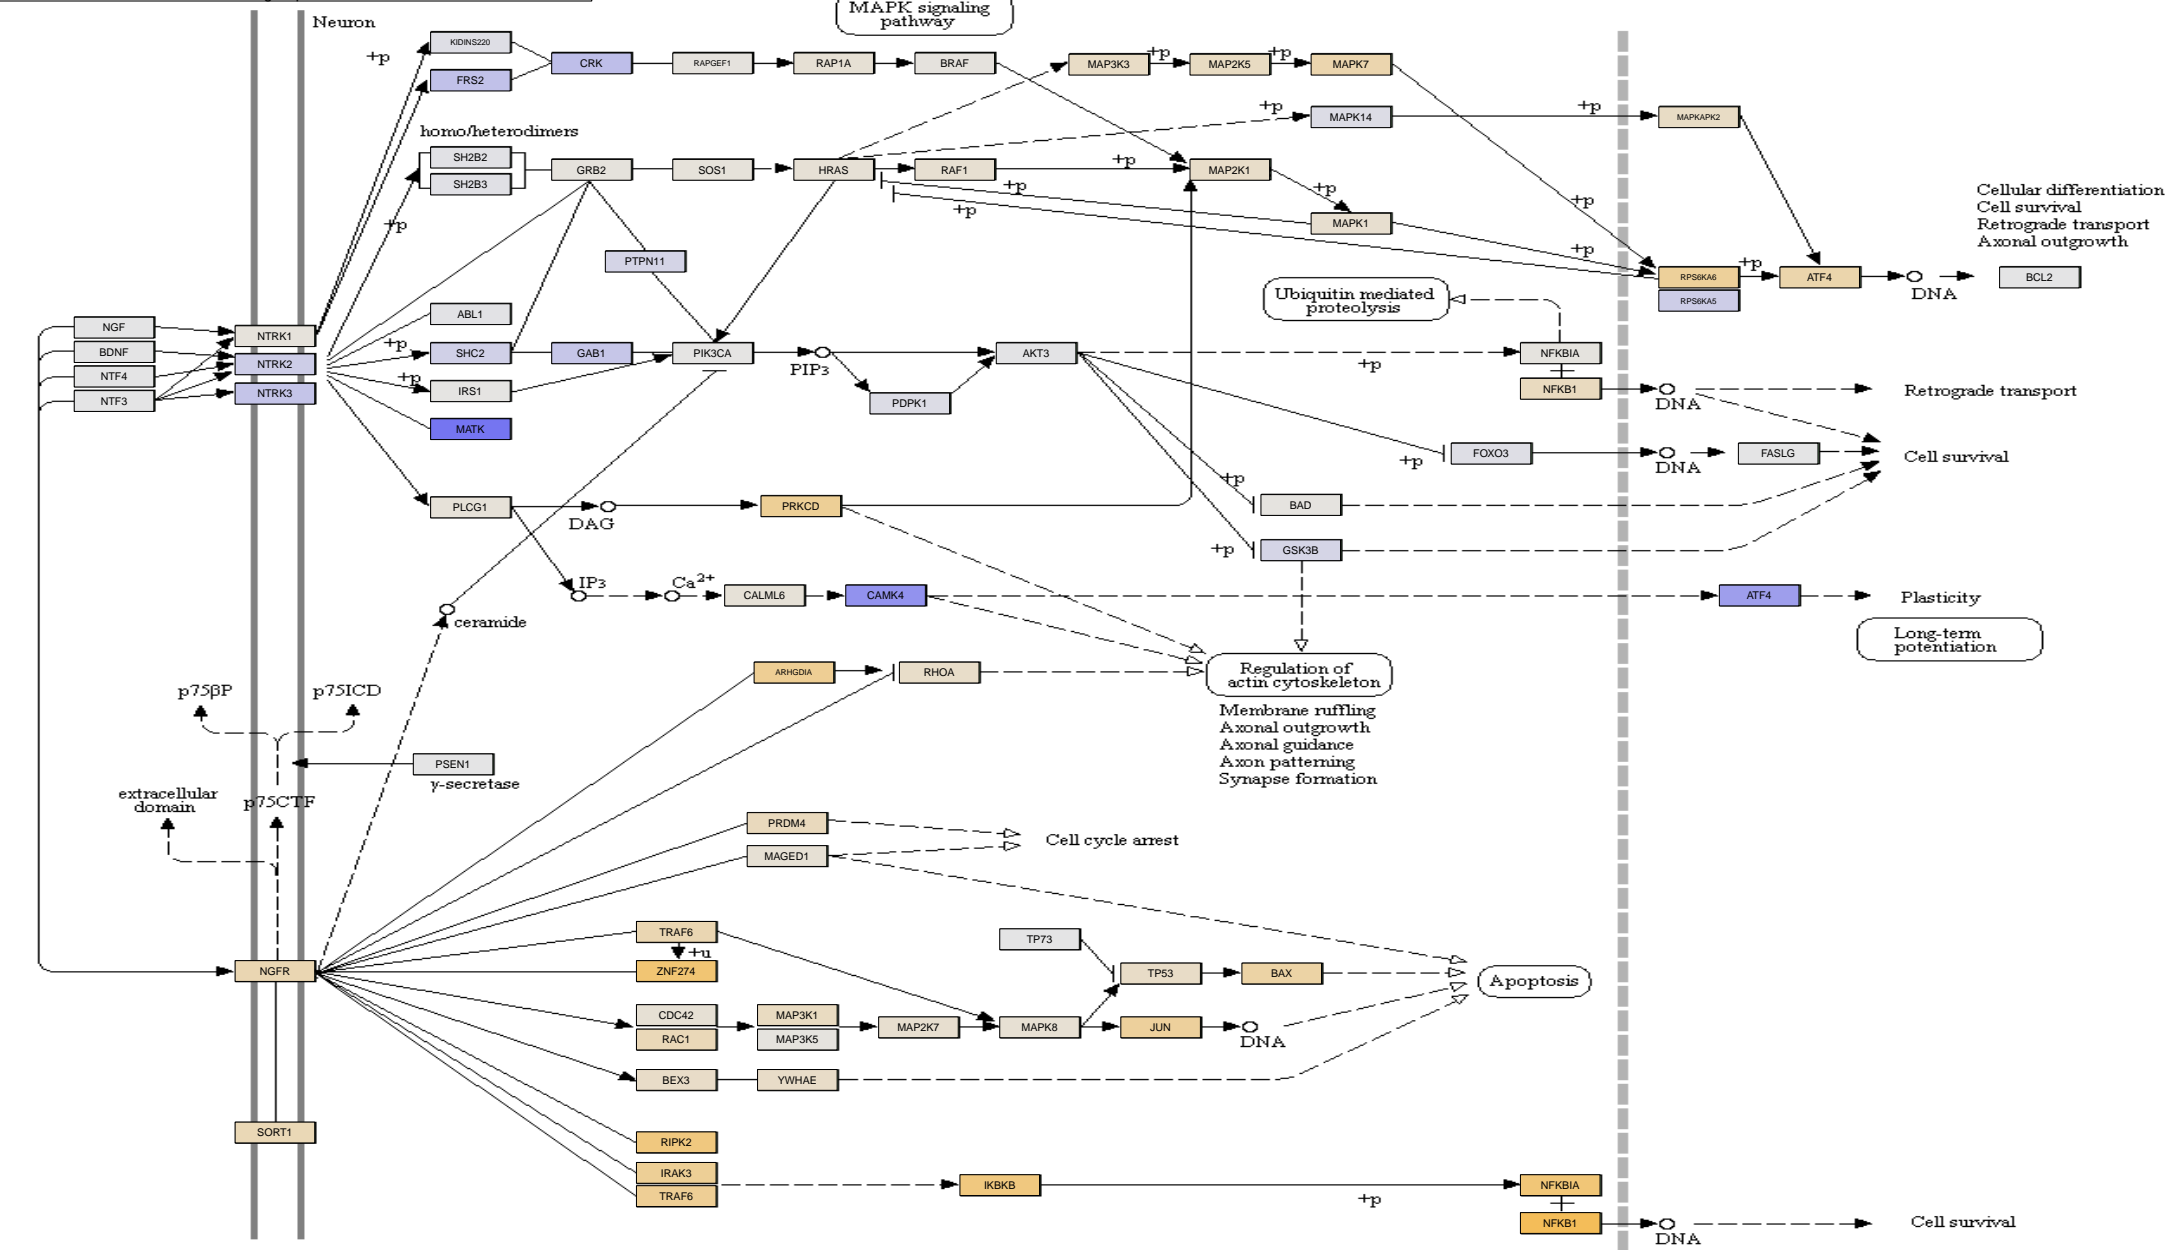 MAPK signaling
pathway
Neuron
+p
KIDINS220
FRS2
CRK
RAPGEF1
RAP1A
BRAF
MAP3K3
+p
MAP2K5
+p
MAPK7
+p
MAPK14
+p
MAPKAPK2
homo/heterodimers
SH2B2
SH2B3
+p
GRB2
SOS1
HRAS
RAF1
+p
MAP2K1
+p
+p
+p
MAPK1
+p
+p
RPS6KA6
RPS6KA5
+p
ATF4
DNA
BCL2
Cellular differentiation
Cell survival
Retrograde transport
Axonal outgrowth
PTPN11
Ubiquitin mediated
proteolysis
NGF
BDNF
NTF4
NTF3
NTRK1
NTRK2
NTRK3
ABL1
+p
SHC2
GAB1
PIK3CA
PIP3
AKT3
+p
NFKBIA
NFKB1
DNA
Retrograde transport
+p
IRS1
PDPK1
MATK
+p
FOXO3
DNA
FASLG
Cell survival
PLCG1
DAG
PRKCD
+p
BAD
+p
GSK3B
IP3
Ca2+
CALML6
CAMK4
ATF4
Plasticity
Long-term
potentiation
ceramide
ARHGDIA
RHOA
Regulation of
actin cytoskeleton
Membrane ruffling
Axonal outgrowth
Axonal guidance
Axon patterning
Synapse formation
p75βP
p75ICD
PSEN1
γ-secretase
extracellular
domain
p75CTF
PRDM4
MAGED1
Cell cycle arrest
TRAF6
+u
ZNF274
TP73
TP53
BAX
Apoptosis
NGFR
CDC42
RAC1
MAP3K1
MAP3K5
MAP2K7
MAPK8
JUN
DNA
BEX3
YWHAE
SORT1
RIPK2
IRAK3
TRAF6
IKBKB
+p
NFKBIA
NFKB1
DNA
Cell survival